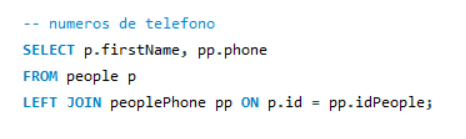 -- numeros de telefono
SELECT p.firstName, pp.phone
FROM people p
LEFT JOIN peoplePhone pp ON p.id = pp.idPeople;